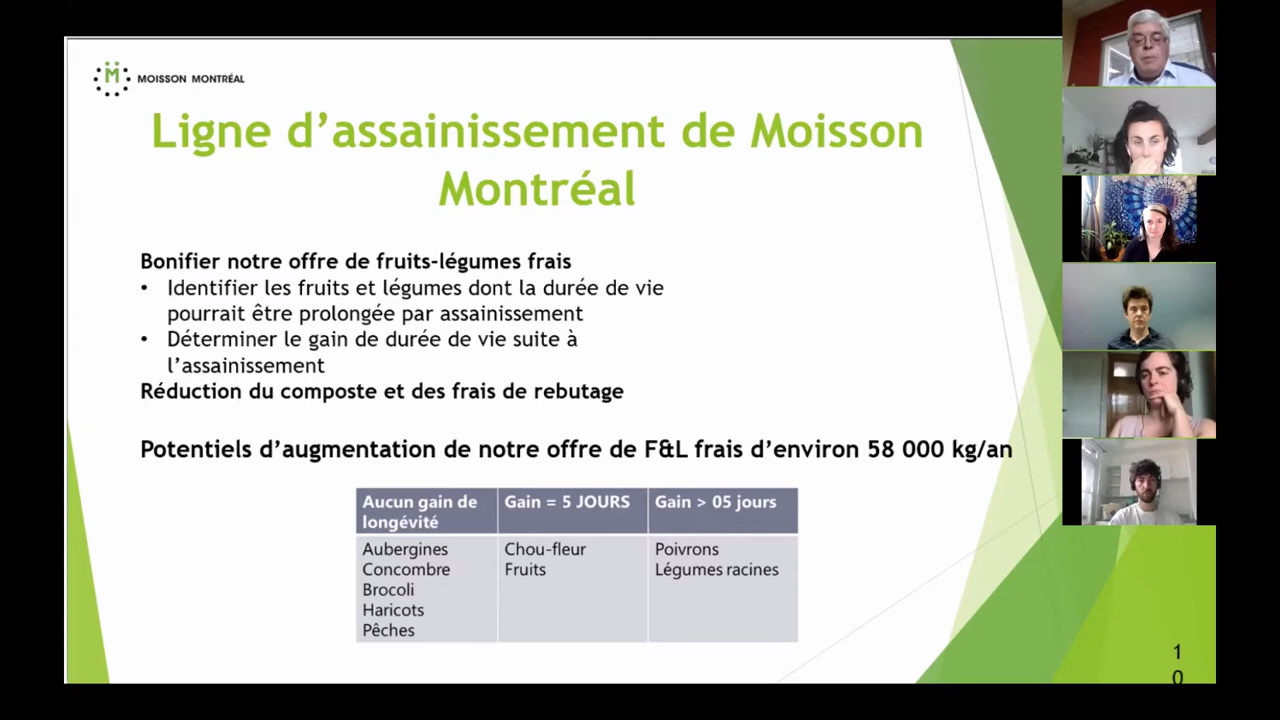 MOISSON MONTRÉAL
Ligne d’assainissement de Moisson
Montréal
Bonifier notre offre de fruits-légumes frais
• Identifier les fruits et légumes dont la durée de vie
pourrait être prolongée par assainissement
• Déterminer le gain de durée de vie suite à
l’assainissement
Réduction du composte et des frais de rebutage
Potentiels d’augmentation de notre offre de F&L frais d’environ 58 000 kg/an
Aucun gain de
longévité
Gain = 5 JOURS
Gain > 05 jours
Aubergines
Concombre
Brocoli
Haricots
Pêches
Chou-fleur
Fruits
Poivrons
Légumes racines
1
0